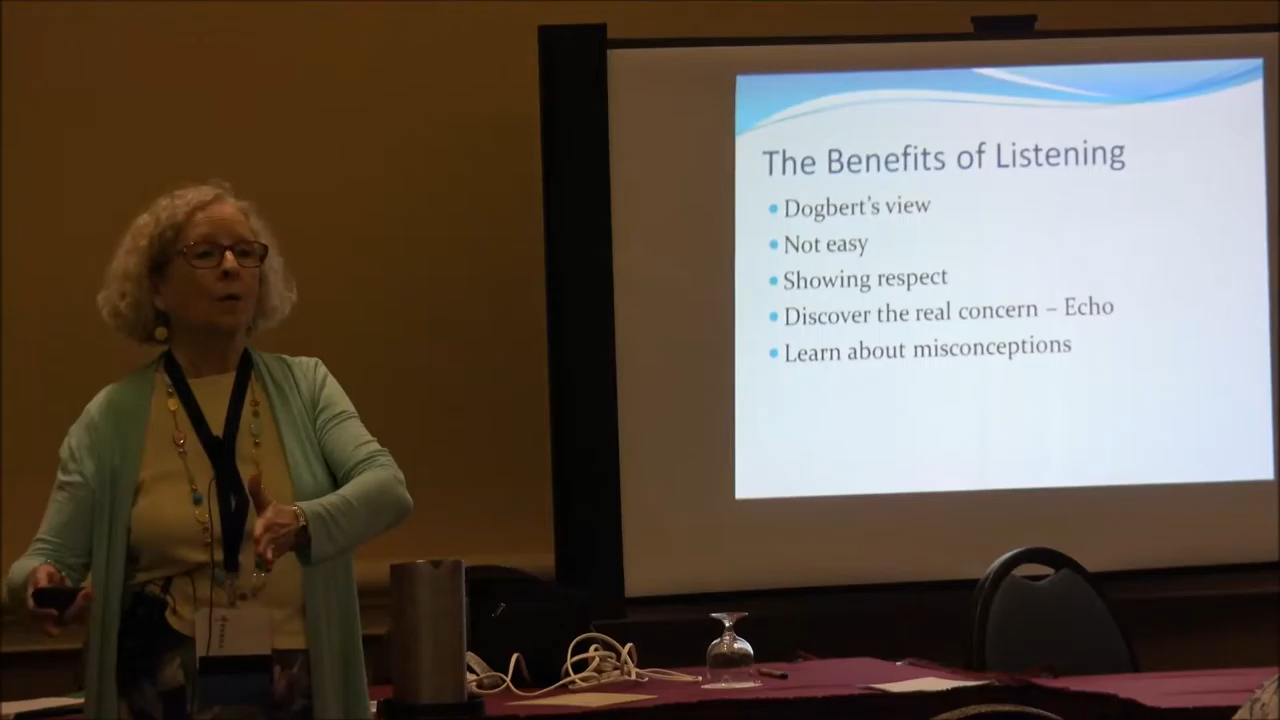 The Benefits of Listening
• Dogbert's view
• Not easy
• Showing respect
• Discover the real concern – Echo
• Learn about misconceptions